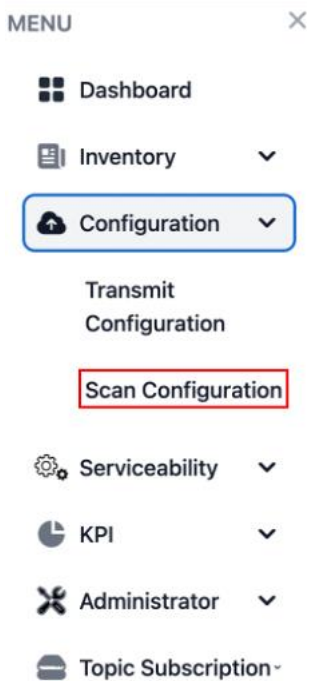 MENU
Dashboard
Inventory
Configuration
Transmit
Configuration
Scan Configuration
Serviceability
KPI
Administrator
Topic Subscription